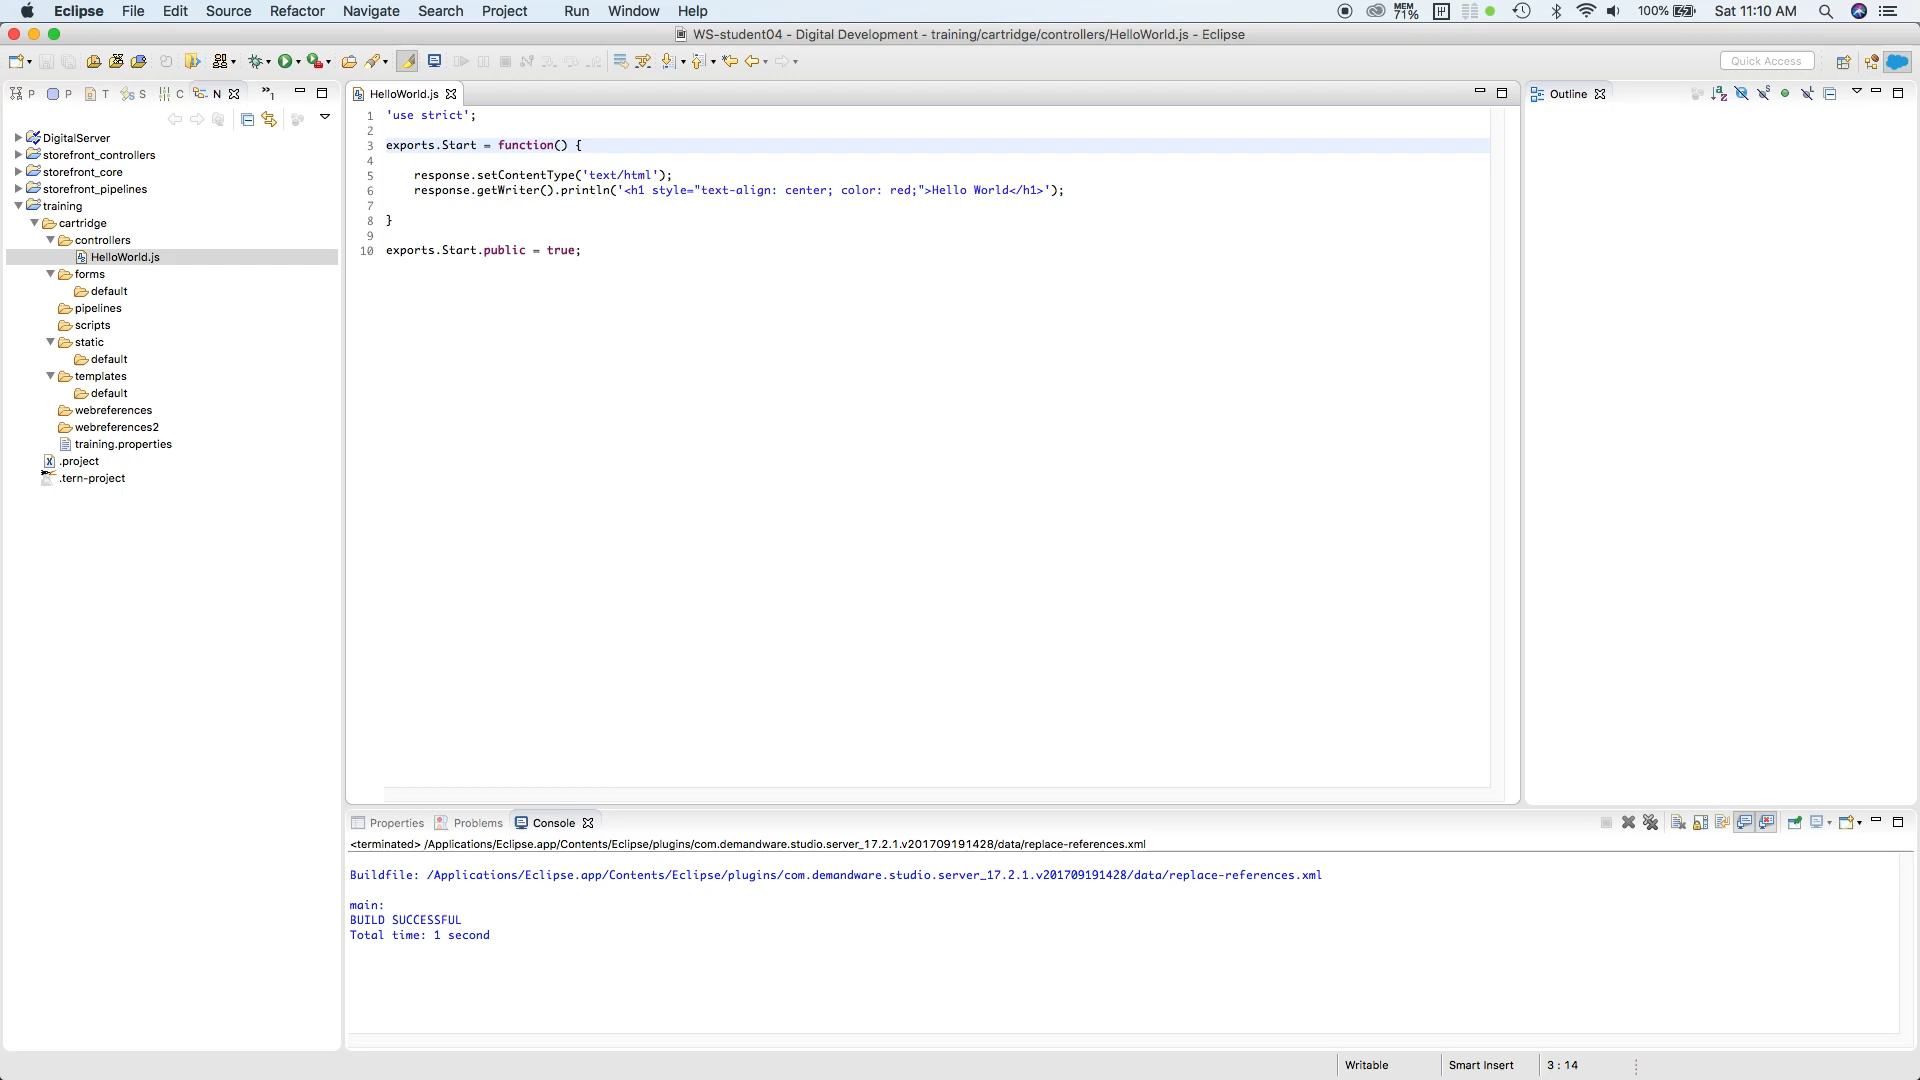 Eclipse File Edit Source Refactor Navigate Search Project Run Window Help MEM 71% 100% Sat 11:10 AM
WS-student04 - Digital Development - training/cartridge/controllers/HelloWorld.js - Eclipse
Quick Access
P P T S C N »1
DigitalServer
storefront_controllers
storefront_core
storefront_pipelines
training
cartridge
controllers
HelloWorld.js
forms
default
pipelines
scripts
static
default
templates
default
webreferences
webreferences2
training.properties
.project
.tern-project
HelloWorld.js
1 'use strict';
2
3 exports.Start = function() {
4
5 response.setContentType('text/html');
6 response.getWriter().println('<h1 style="text-align: center; color: red;">Hello World</h1>');
7
8 }
9
10 exports.Start.public = true;
Outline
Properties Problems Console
<terminated> /Applications/Eclipse.app/Contents/Eclipse/plugins/com.demandware.studio.server_17.2.1.v201709191428/data/replace-references.xml
Buildfile: /Applications/Eclipse.app/Contents/Eclipse/plugins/com.demandware.studio.server_17.2.1.v201709191428/data/replace-references.xml
main:
BUILD SUCCESSFUL
Total time: 1 second
Writable Smart Insert 3 : 14